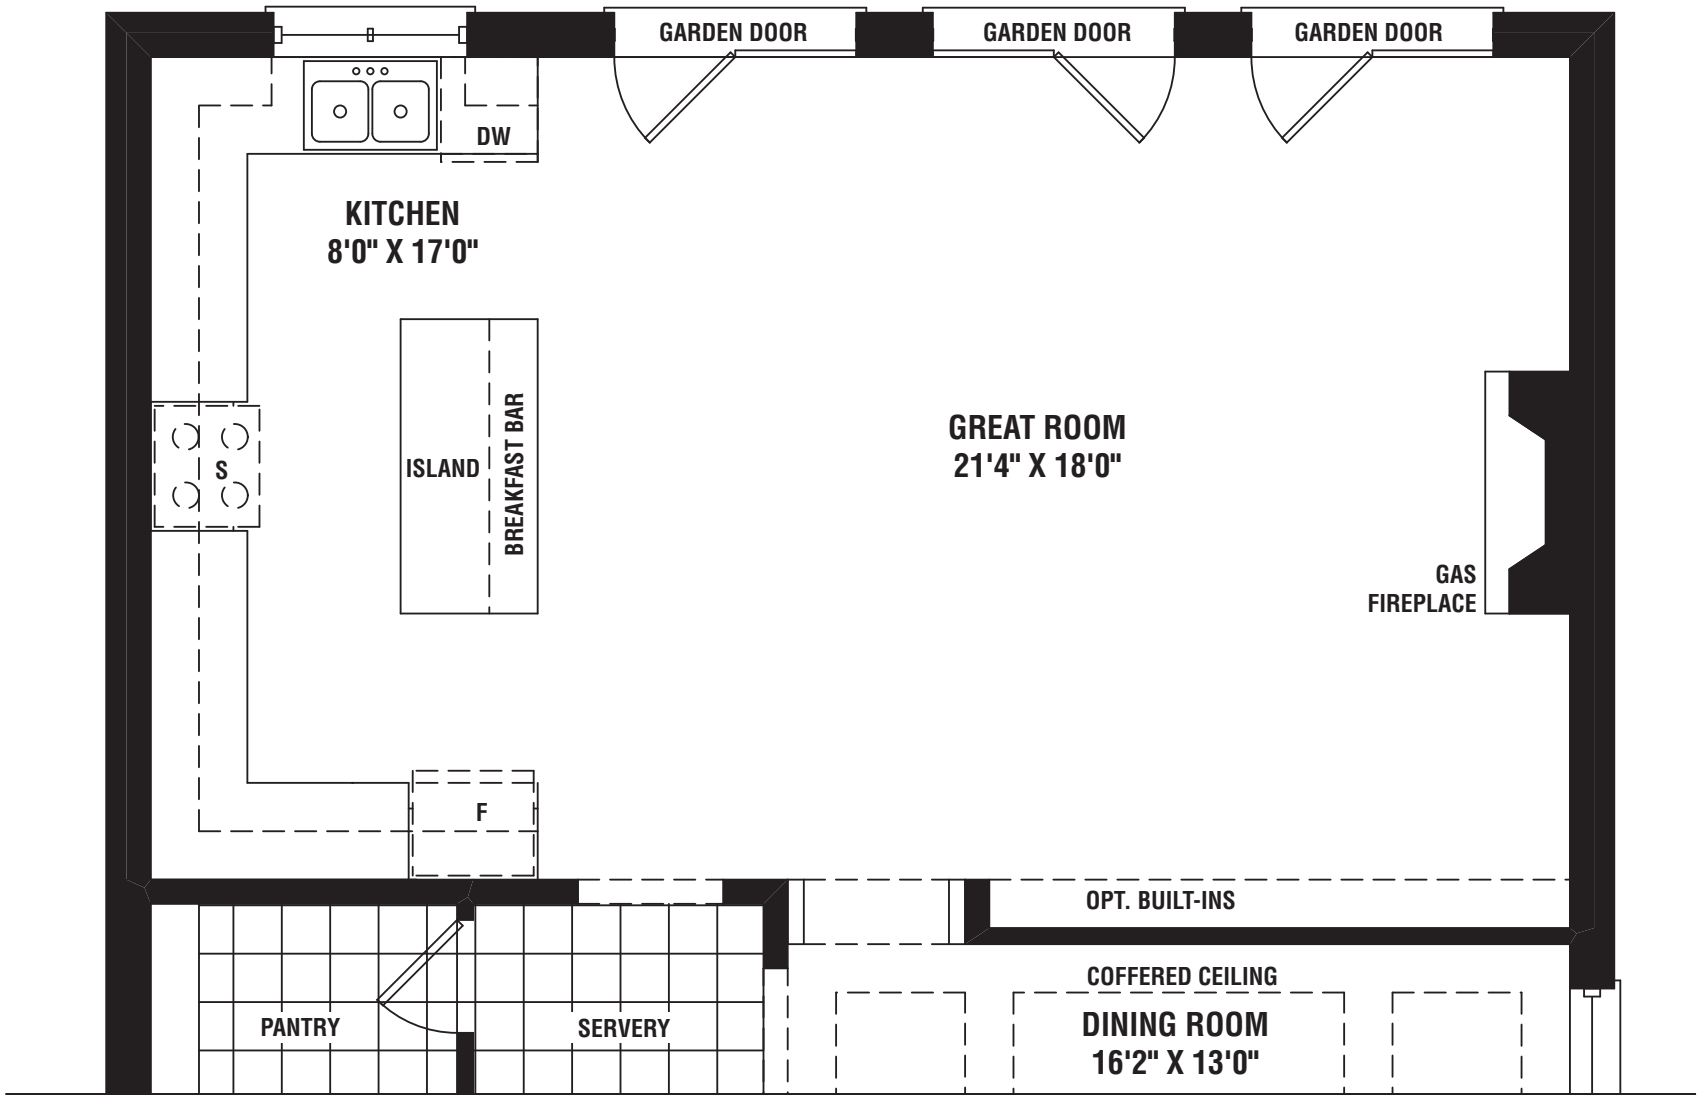 GARDEN DOOR
GARDEN DOOR
GARDEN DOOR
DW
KITCHEN
8'0" X 17'0"
S
ISLAND
BREAKFAST BAR
GREAT ROOM
21'4" X 18'0"
GAS
FIREPLACE
F
OPT. BUILT-INS
COFFERED CEILING
PANTRY
SERVERY
DINING ROOM
16'2" X 13'0"